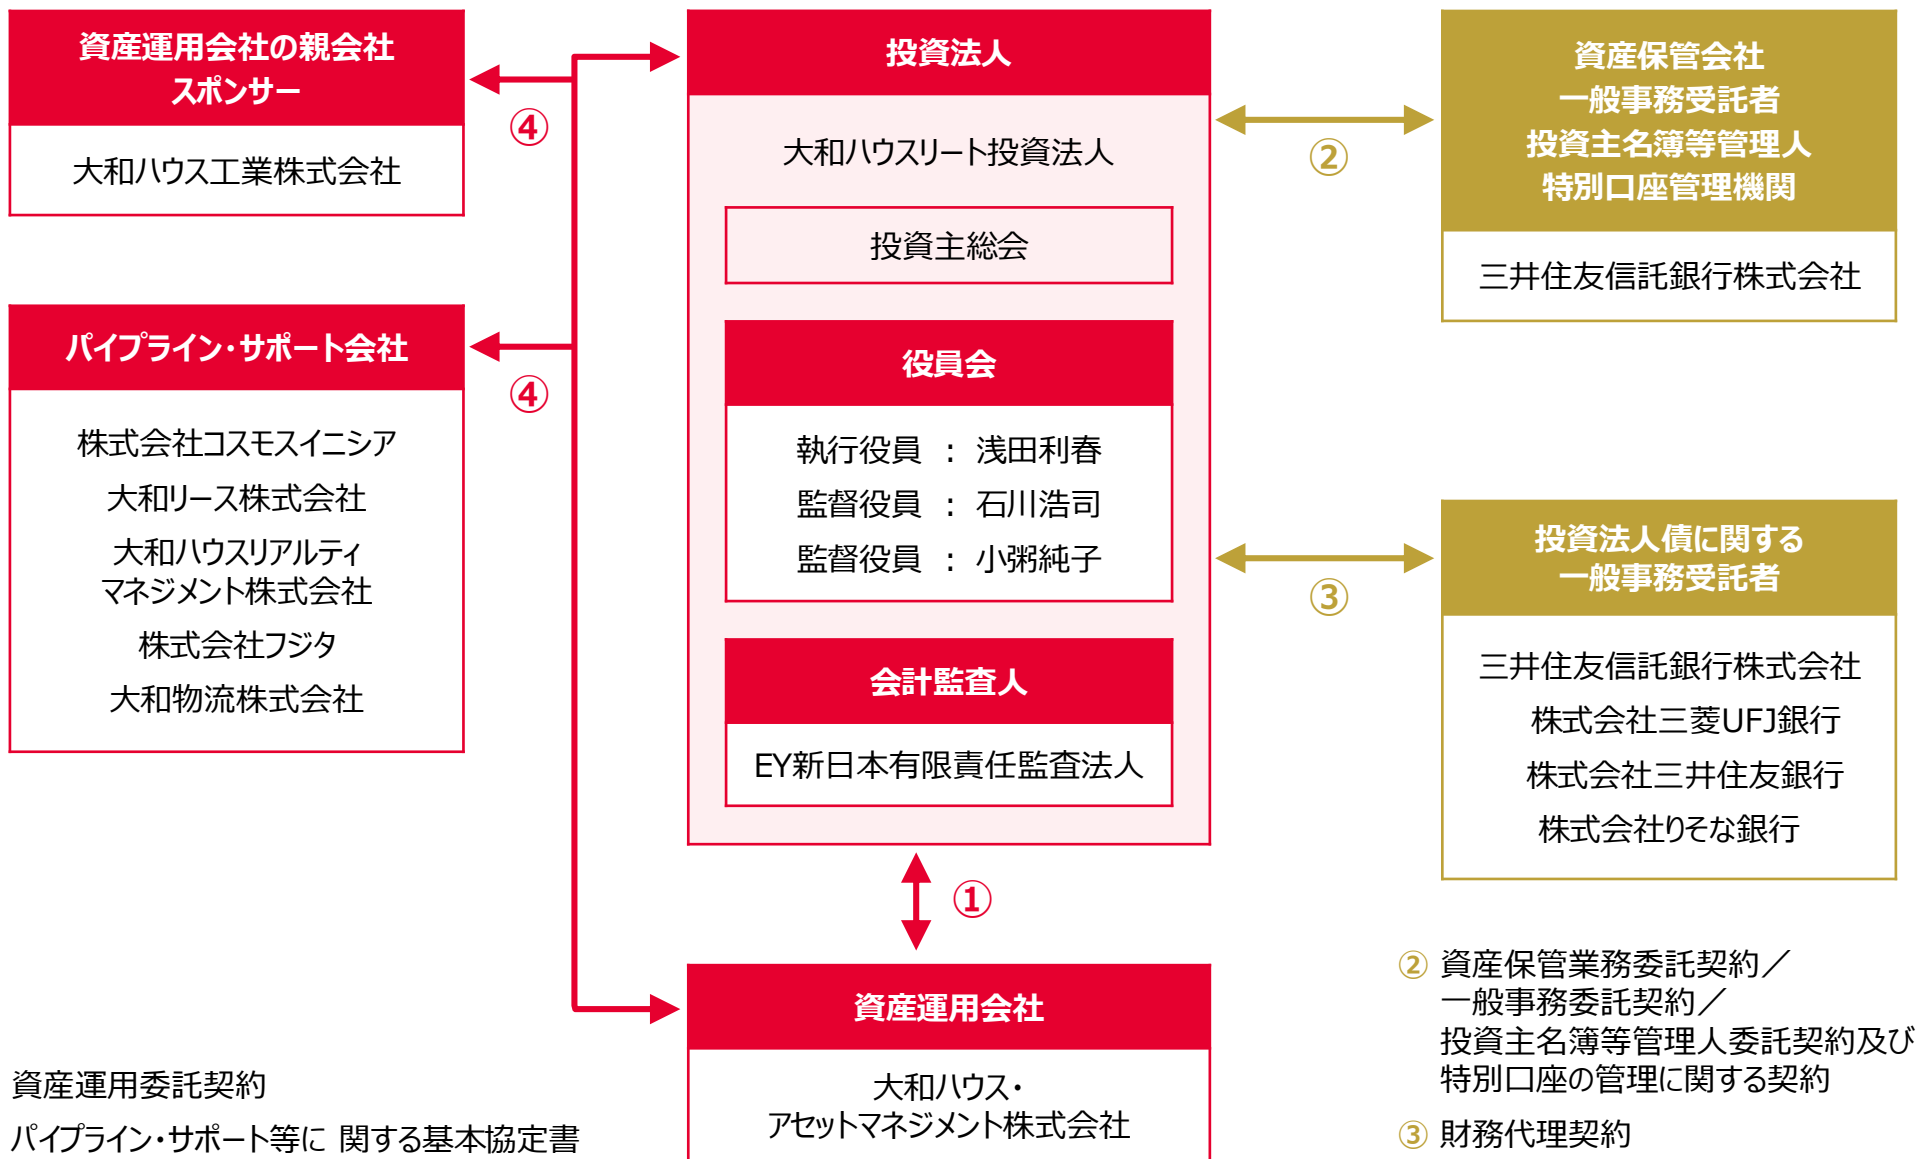 資産運用会社の親会社
スポンサー
大和ハウス工業株式会社
④
パイプライン・サポート会社
④
株式会社コスモスイニシア
大和リース株式会社
大和ハウスリアルティ
マネジメント株式会社
株式会社フジタ
大和物流株式会社
投資法人
大和ハウスリート投資法人
投資主総会
役員会
執行役員 : 浅田利春
監督役員 : 石川浩司
監督役員 : 小粥純子
会計監査人
EY新日本有限責任監査法人
①
資産運用会社
大和ハウス・
アセットマネジメント株式会社
資産保管会社
一般事務受託者
投資主名簿等管理人
特別口座管理機関
三井住友信託銀行株式会社
②
投資法人債に関する
一般事務受託者
三井住友信託銀行株式会社
株式会社三菱UFJ銀行
株式会社三井住友銀行
株式会社りそな銀行
③
資産運用委託契約
パイプライン・サポート等に 関する基本協定書
② 資産保管業務委託契約／
一般事務委託契約／
投資主名簿等管理人委託契約及び
特別口座の管理に関する契約
③ 財務代理契約